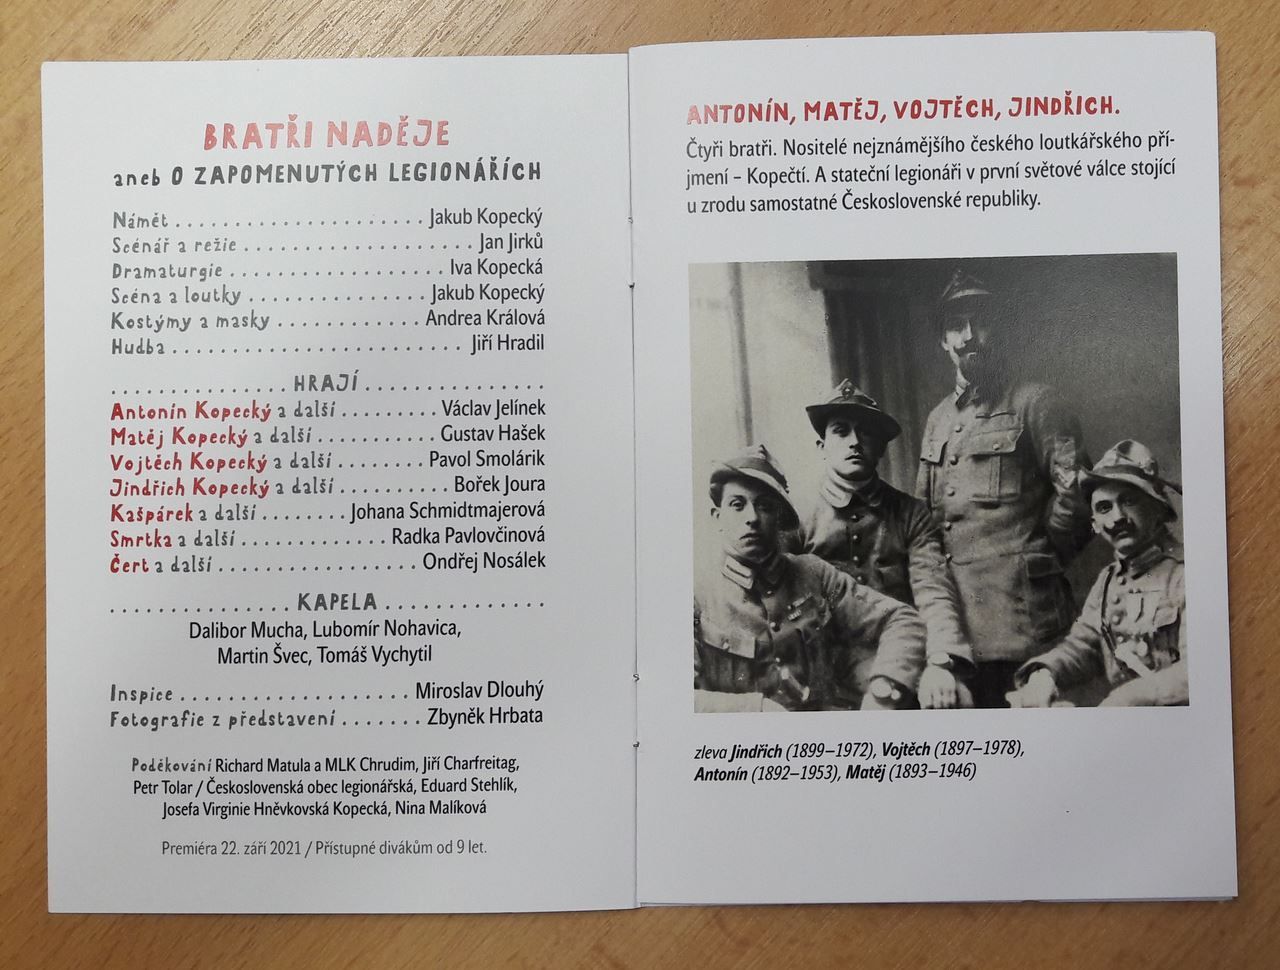 BRATŘI NADĚJE
aneb O ZAPOMENUTÝCH LEGIONÁŘÍCH
Námět . . . . . . . . . . . . . . . . . . . . . . . . . Jakub Kopecký
Scénář a režie . . . . . . . . . . . . . . . . . . . . . . . Jan Jirků
Dramaturgie . . . . . . . . . . . . . . . . . . . . . . Iva Kopecká
Scéna a loutky . . . . . . . . . . . . . . . . . . Jakub Kopecký
Kostýmy a masky . . . . . . . . . . . . . . . Andrea Králová
Hudba . . . . . . . . . . . . . . . . . . . . . . . . . . . . . Jiří Hradil
. . . . . . . . . . . . . . . . . . HRAJÍ . . . . . . . . . . . . . . . . . .
Antonín Kopecký a další . . . . . . . . . . Václav Jelínek
Matěj Kopecký a další . . . . . . . . . . . . Gustav Hašek
Vojtěch Kopecký a další . . . . . . . . . Pavol Smolárik
Jindřich Kopecký a další . . . . . . . . . . . Bořek Joura
Kašpárek a další . . . . . . . . . Johana Schmidtmajerová
Smrtka a další . . . . . . . . . . . . . . . Radka Pavlovčinová
Čert a další . . . . . . . . . . . . . . . . . . . . Ondřej Nosálek
. . . . . . . . . . . . . . . . . . KAPELA . . . . . . . . . . . . . . . .
Dalibor Mucha, Lubomír Nohavica,
Martin Švec, Tomáš Vychytil
Inspice . . . . . . . . . . . . . . . . . . . . . . . Miroslav Dlouhý
Fotografie z představení . . . . . . . . Zbyněk Hrbata
Poděkování Richard Matula a MLK Chrudim, Jiří Charfreitag,
Petr Tolar / Československá obec legionářská, Eduard Stehlík,
Josefa Virginie Hněvkovská Kopecká, Nina Malíková
Premiéra 22. září 2021 / Přístupné divákům od 9 let.
ANTONÍN, MATĚJ, VOJTĚCH, JINDŘICH.
Čtyři bratři. Nositelé nejznámějšího českého loutkářského pří-
jmení – Kopečtí. A stateční legionáři v první světové válce stojící
u zrodu samostatné Československé republiky.
zleva Jindřich (1899–1972), Vojtěch (1897–1978),
Antonín (1892–1953), Matěj (1893–1946)